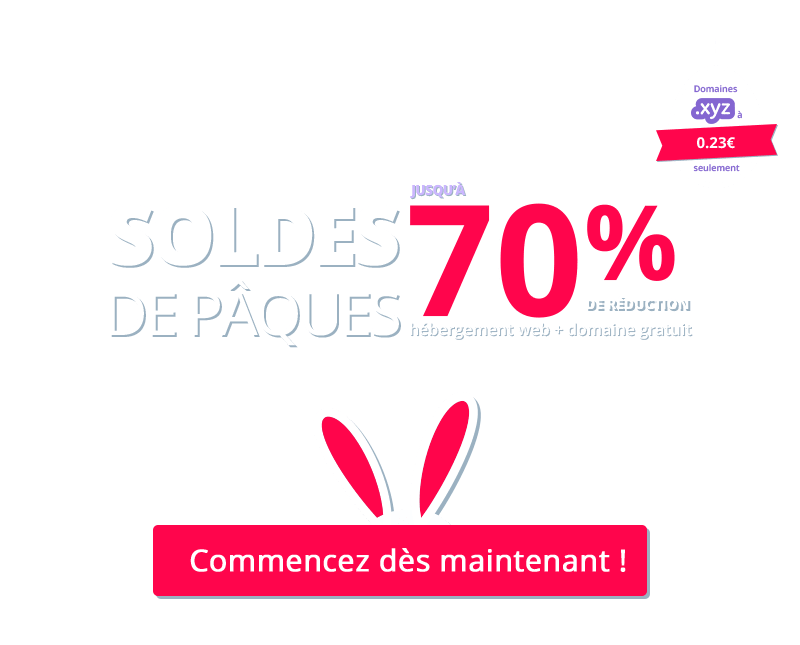 Domaines
.xyz à
0.23€
seulement
JUSQU'À
SOLDES
DE PÂQUES
70%
DE RÉDUCTION
hébergement web + domaine gratuit
Commencez dès maintenant !